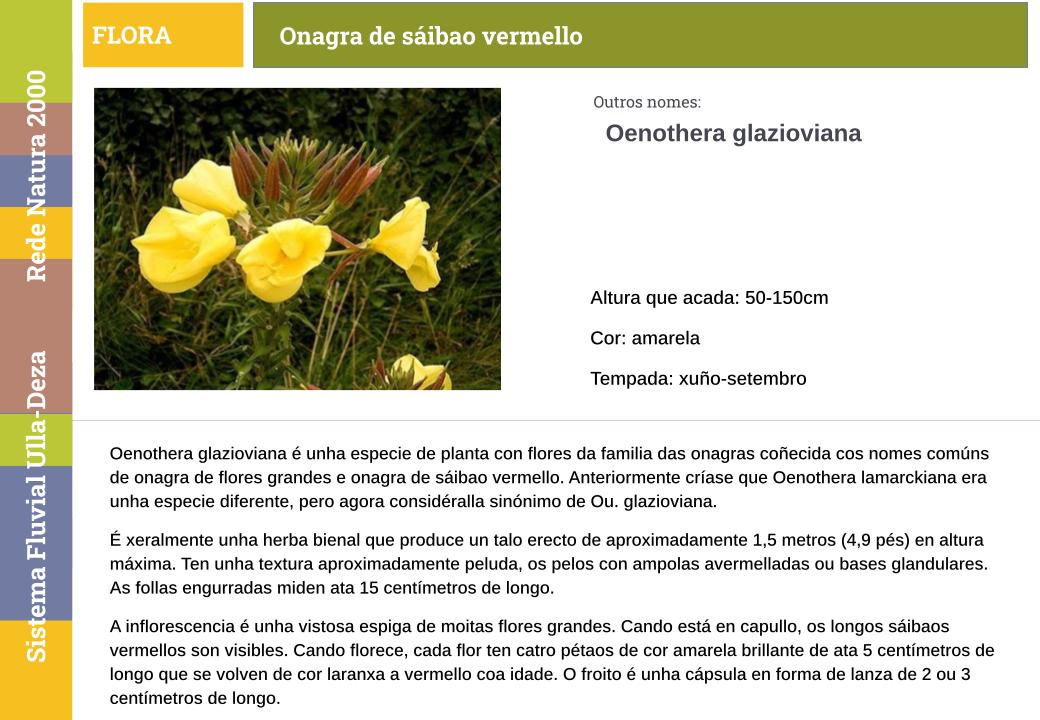 FLORA
Onagra de sáibao vermello
Outros nomes:
Oenothera glazioviana
Altura que acada: 50-150cm
Cor: amarela
Tempada: xuño-setembro
Rede Natura 2000
Sistema Fluvial Ulla-Deza
Oenothera glazioviana é unha especie de planta con flores da familia das onagras coñecida cos nomes comúns
de onagra de flores grandes e onagra de sáibao vermello. Anteriormente críase que Oenothera lamarckiana era
unha especie diferente, pero agora considéralla sinónimo de Ou. glazioviana.
É xeralmente unha herba bienal que produce un talo erecto de aproximadamente 1,5 metros (4,9 pés) en altura
máxima. Ten unha textura aproximadamente peluda, os pelos con ampolas avermelladas ou bases glandulares.
As follas engurradas miden ata 15 centímetros de longo.
A inflorescencia é unha vistosa espiga de moitas flores grandes. Cando está en capullo, os longos sáibaos
vermellos son visibles. Cando florece, cada flor ten catro pétaos de cor amarela brillante de ata 5 centímetros de
longo que se volven de cor laranxa a vermello coa idade. O froito é unha cápsula en forma de lanza de 2 ou 3
centímetros de longo.